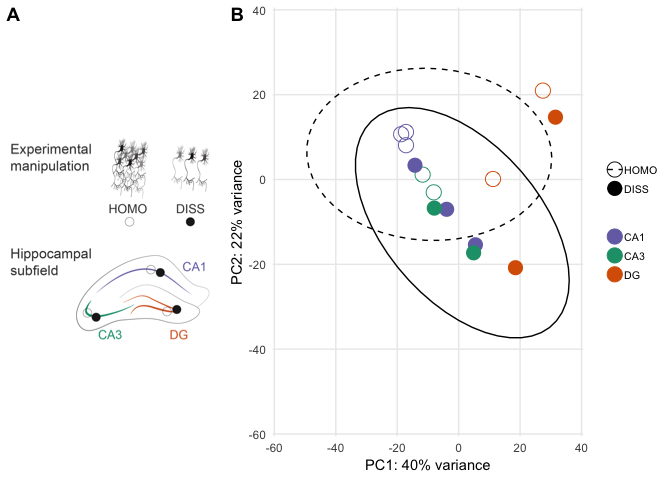 A
Experimental
manipulation
HOMO
DISS
Hippocampal
subfield
CA1
CA3
DG
B
PC2: 22% variance
40
20
0
-20
-40
-60
-60
-40
-20
0
20
40
PC1: 40% variance
HOMO
DISS
CA1
CA3
DG